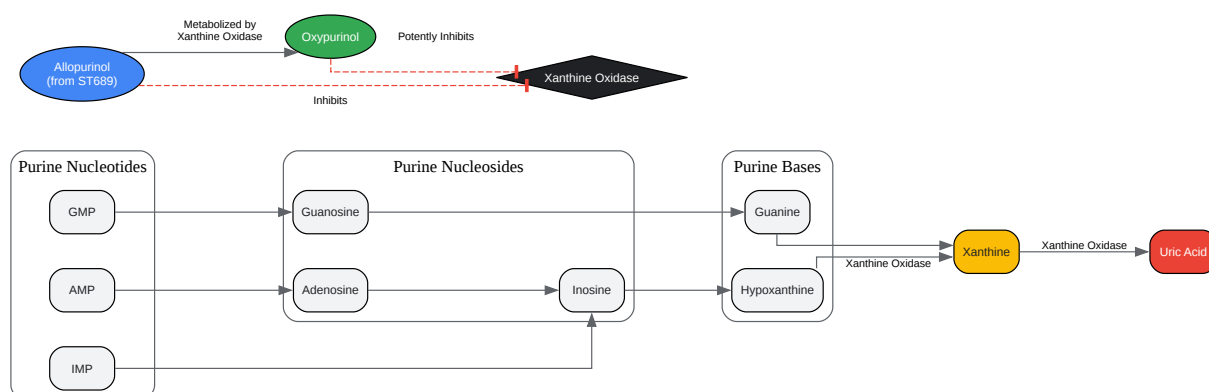 Metabolized by
Xanthine Oxidase
Oxypurinol
Potently Inhibits
Allopurinol
(from ST689)
Xanthine Oxidase
Inhibits
Purine Nucleotides
Purine Nucleosides
Purine Bases
GMP
Guanosine
Guanine
Xanthine Oxidase
Xanthine
Uric Acid
Xanthine Oxidase
AMP
Adenosine
Inosine
Hypoxanthine
IMP